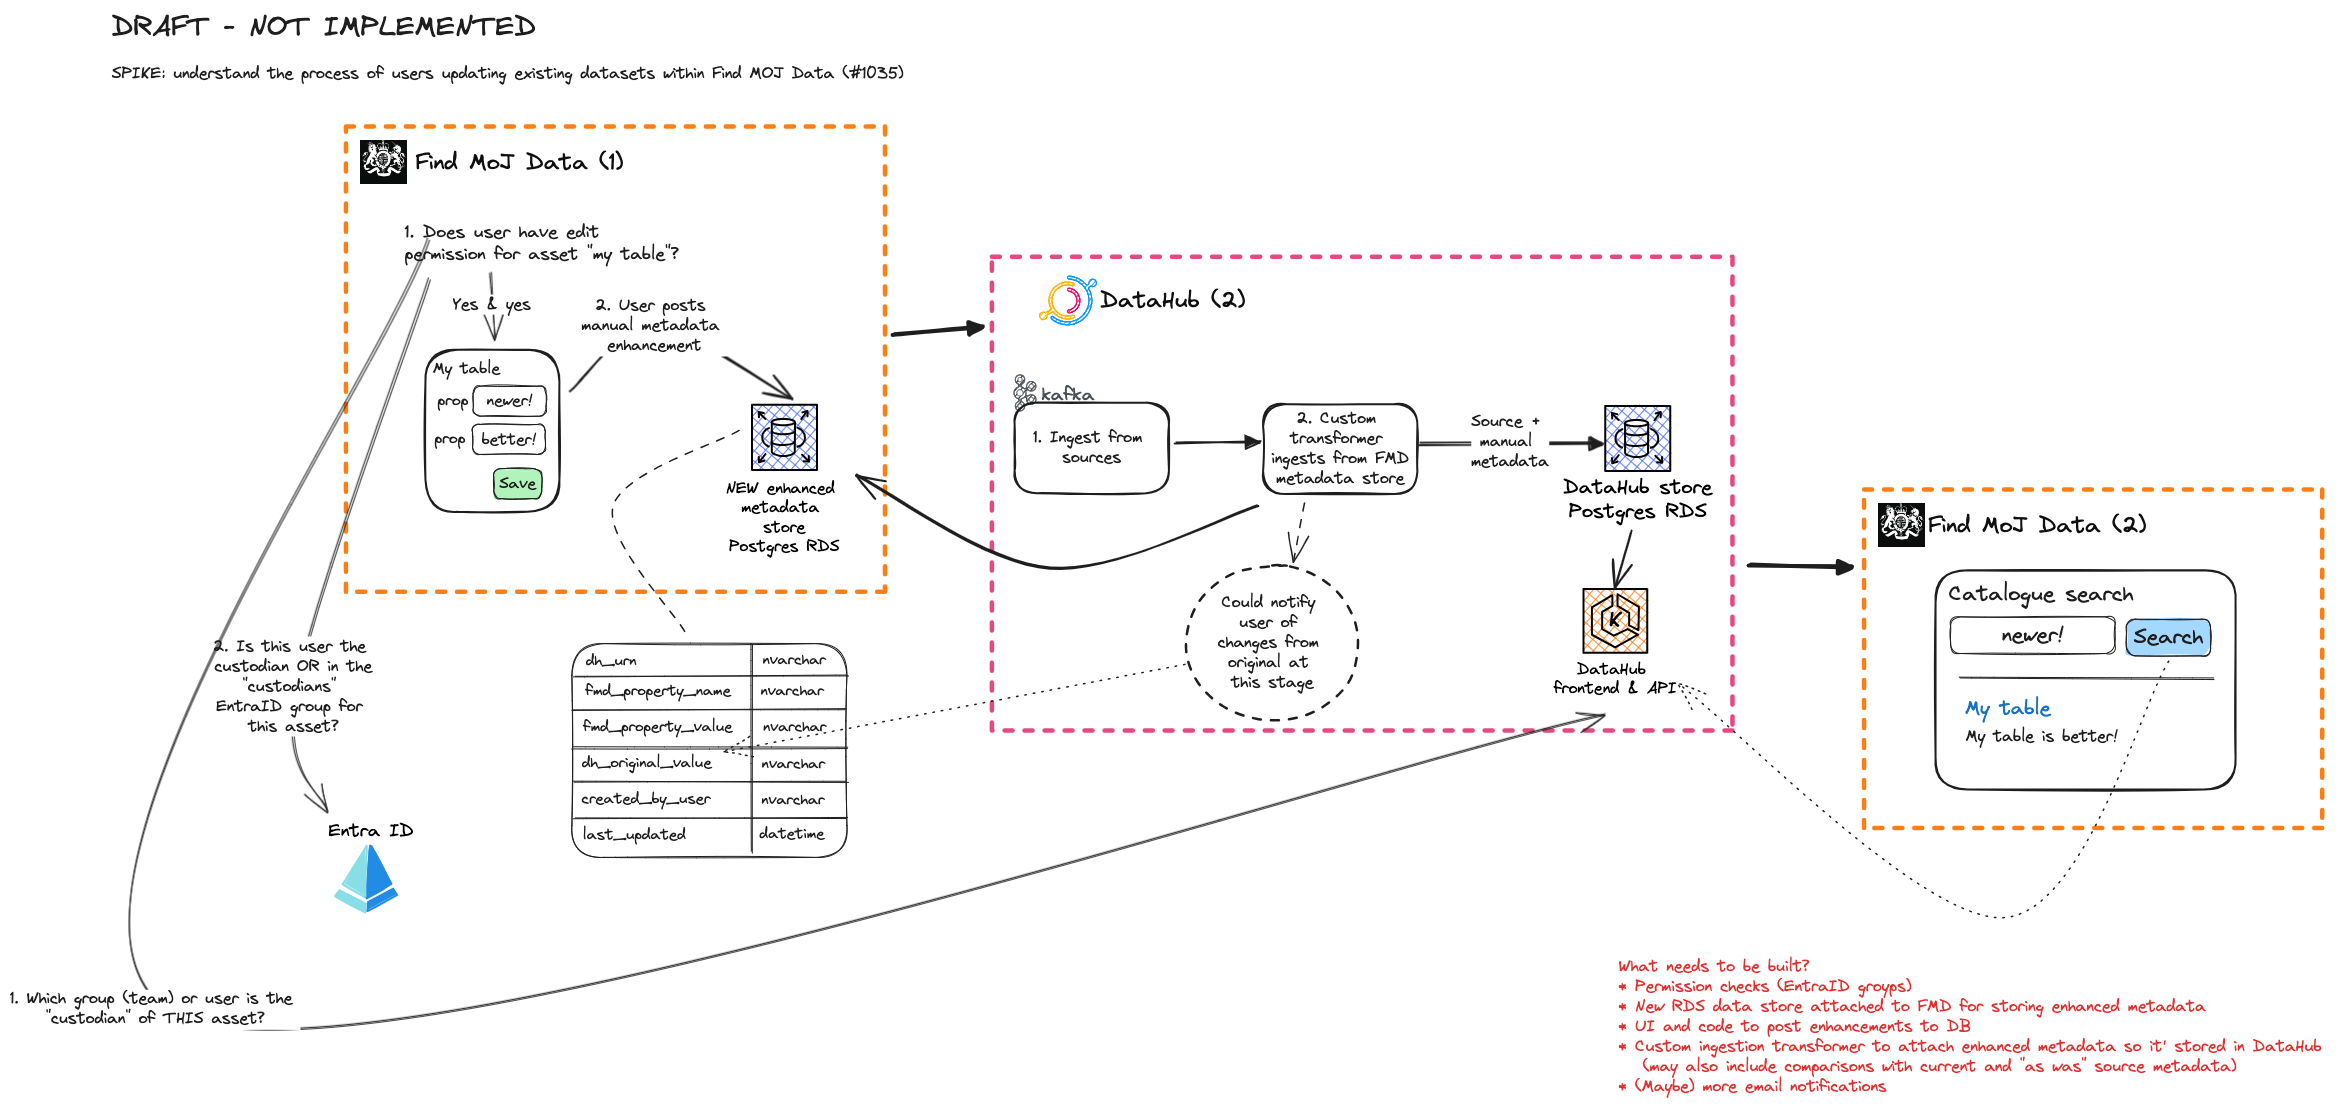 DRAFT - NOT IMPLEMENTED
SPIKE: understand the process of users updating existing datasets within Find MOJ Data (#1035)
Find MoJ Data (1)
1. Does user have edit
permission for asset "my table"?
Yes & yes
2. User posts
manual metadata
enhancement
My table
prop newer!
prop better!
Save
NEW enhanced
metadata
store
Postgres RDS
2. Is this user the
custodian OR in the
"custodians"
EntraID group for
this asset?
Entra ID
1. Which group (team) or user is the
"custodian" of THIS asset?
dh_urn nvarchar
fmd_property_name nvarchar
fmd_property_value nvarchar
dh_original_value nvarchar
created_by_user nvarchar
last_updated datetime
DataHub (2)
kafka
1. Ingest from
sources
2. Custom
transformer
ingests from FMD
metadata store
Source +
manual
metadata
DataHub store
Postgres RDS
Could notify
user of
changes from
original at
this stage
K
DataHub
frontend & API
Find MoJ Data (2)
Catalogue search
newer! Search
My table
My table is better!
What needs to be built?
* Permission checks (EntraID groyps)
* New RDS data store attached to FMD for storing enhanced metadata
* UI and code to post enhancements to DB
* Custom ingestion transformer to attach enhanced metadata so it' stored in DataHub
(may also include comparisons with current and "as was" source metadata)
* (Maybe) more email notifications